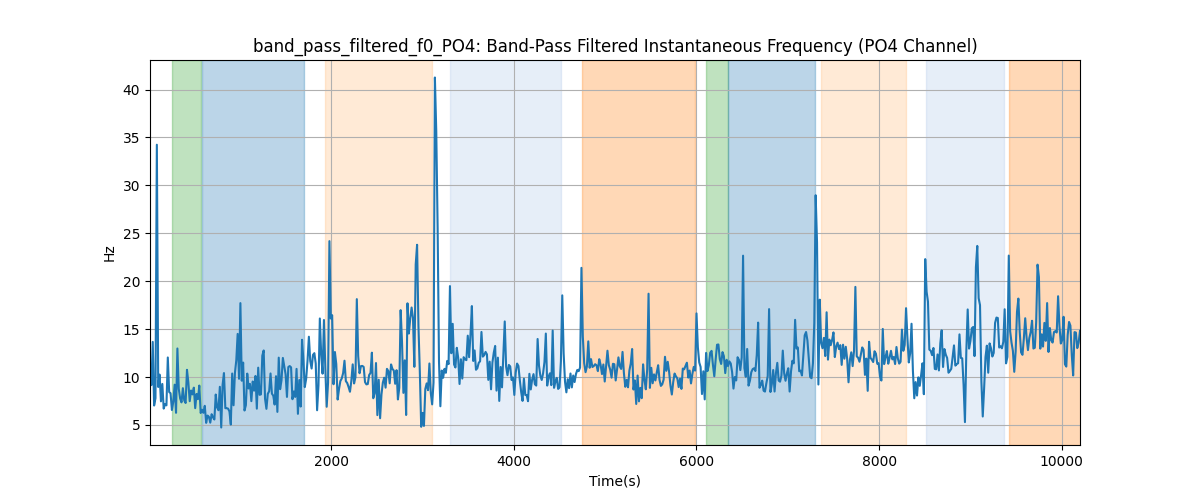 band_pass_filtered_f0_PO4: Band-Pass Filtered Instantaneous Frequency (PO4 Channel)
40
35
30
25
20
15
10
5
Hz
2000 4000 6000 8000 10000
Time(s)